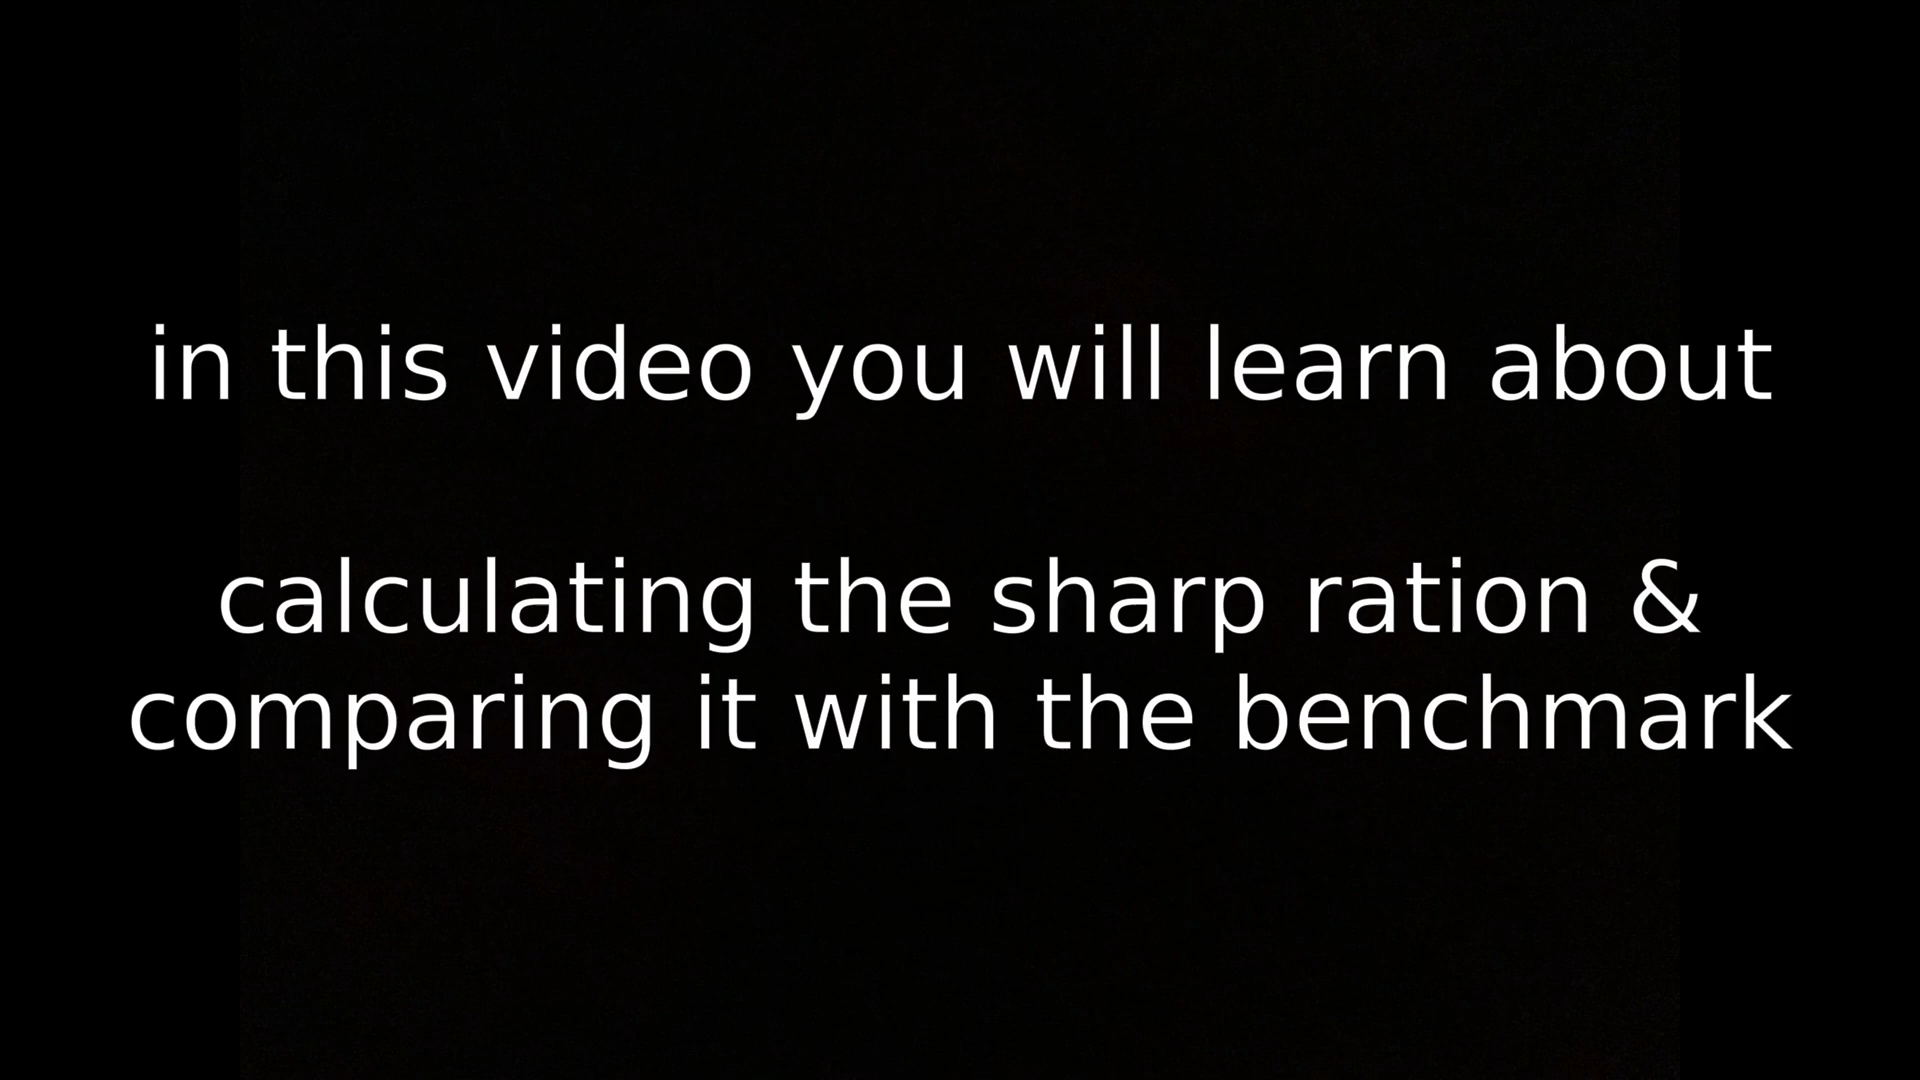 in this video you will learn about
calculating the sharp ration &
comparing it with the benchmark